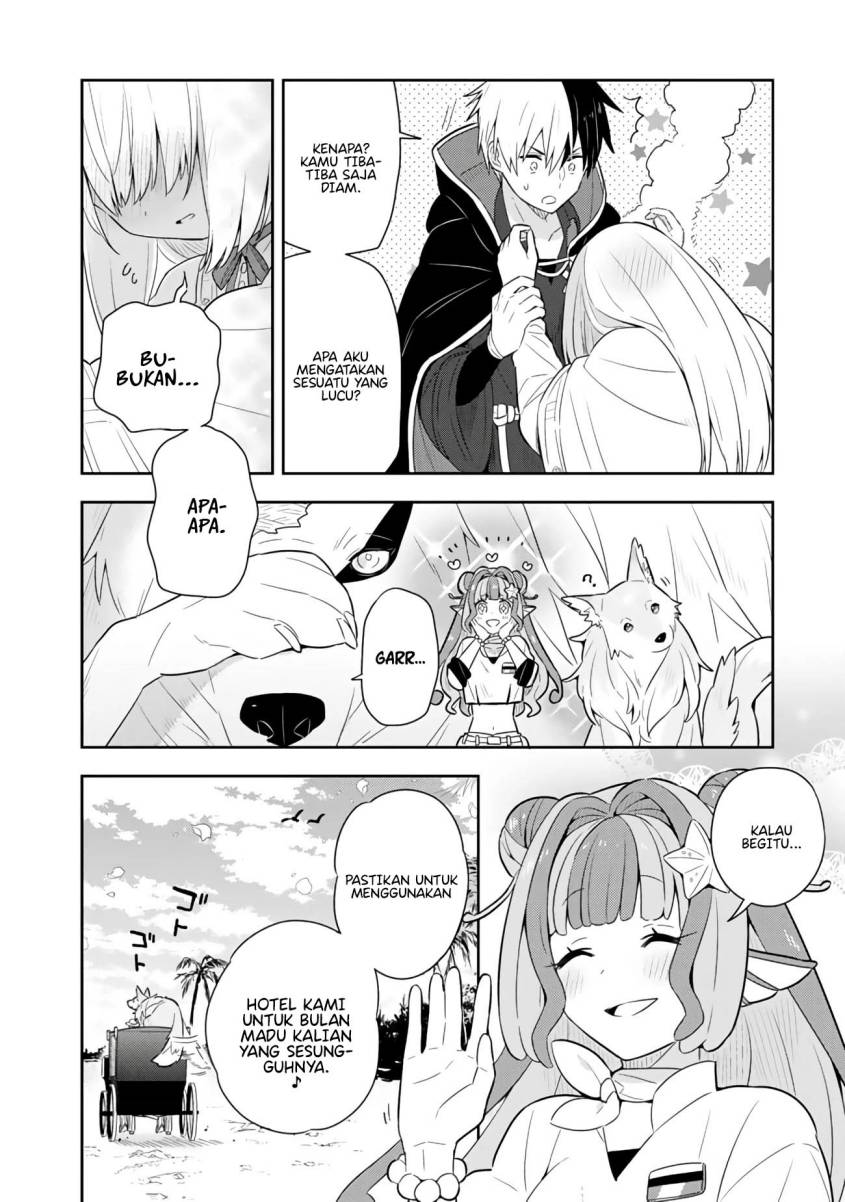 KENAPA?
KAMU TIBA-
TIBA SAJA
DIAM.
APA AKU
MENGATAKAN
SESUATU YANG
LUCU?
BU-
BUKAN...
APA-
APA.
GARR...
?
KALAU
BEGITU...
PASTIKAN UNTUK
MENGGUNAKAN
HOTEL KAMI
UNTUK BULAN
MADU KALIAN
YANG SESUNG-
GUHNYA.
♪
ゴト
ゴト